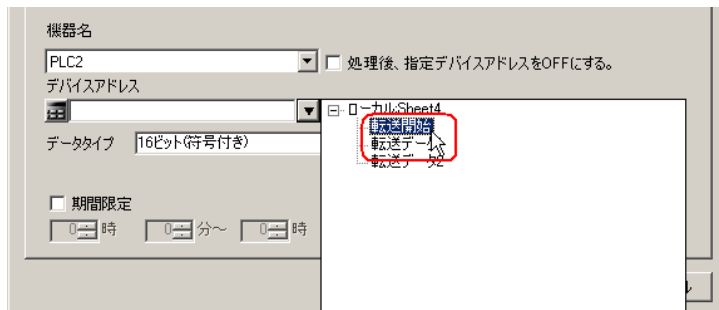 機器名
PLC2
処理後、指定デバイスアドレスをOFFにする。
デバイスアドレス
ローカル:Sheet4
転送開始
データタイプ 16ビット(符号付き)
転送データ
転送データ2
期間限定
0 時 0 分～ 0 時
ル